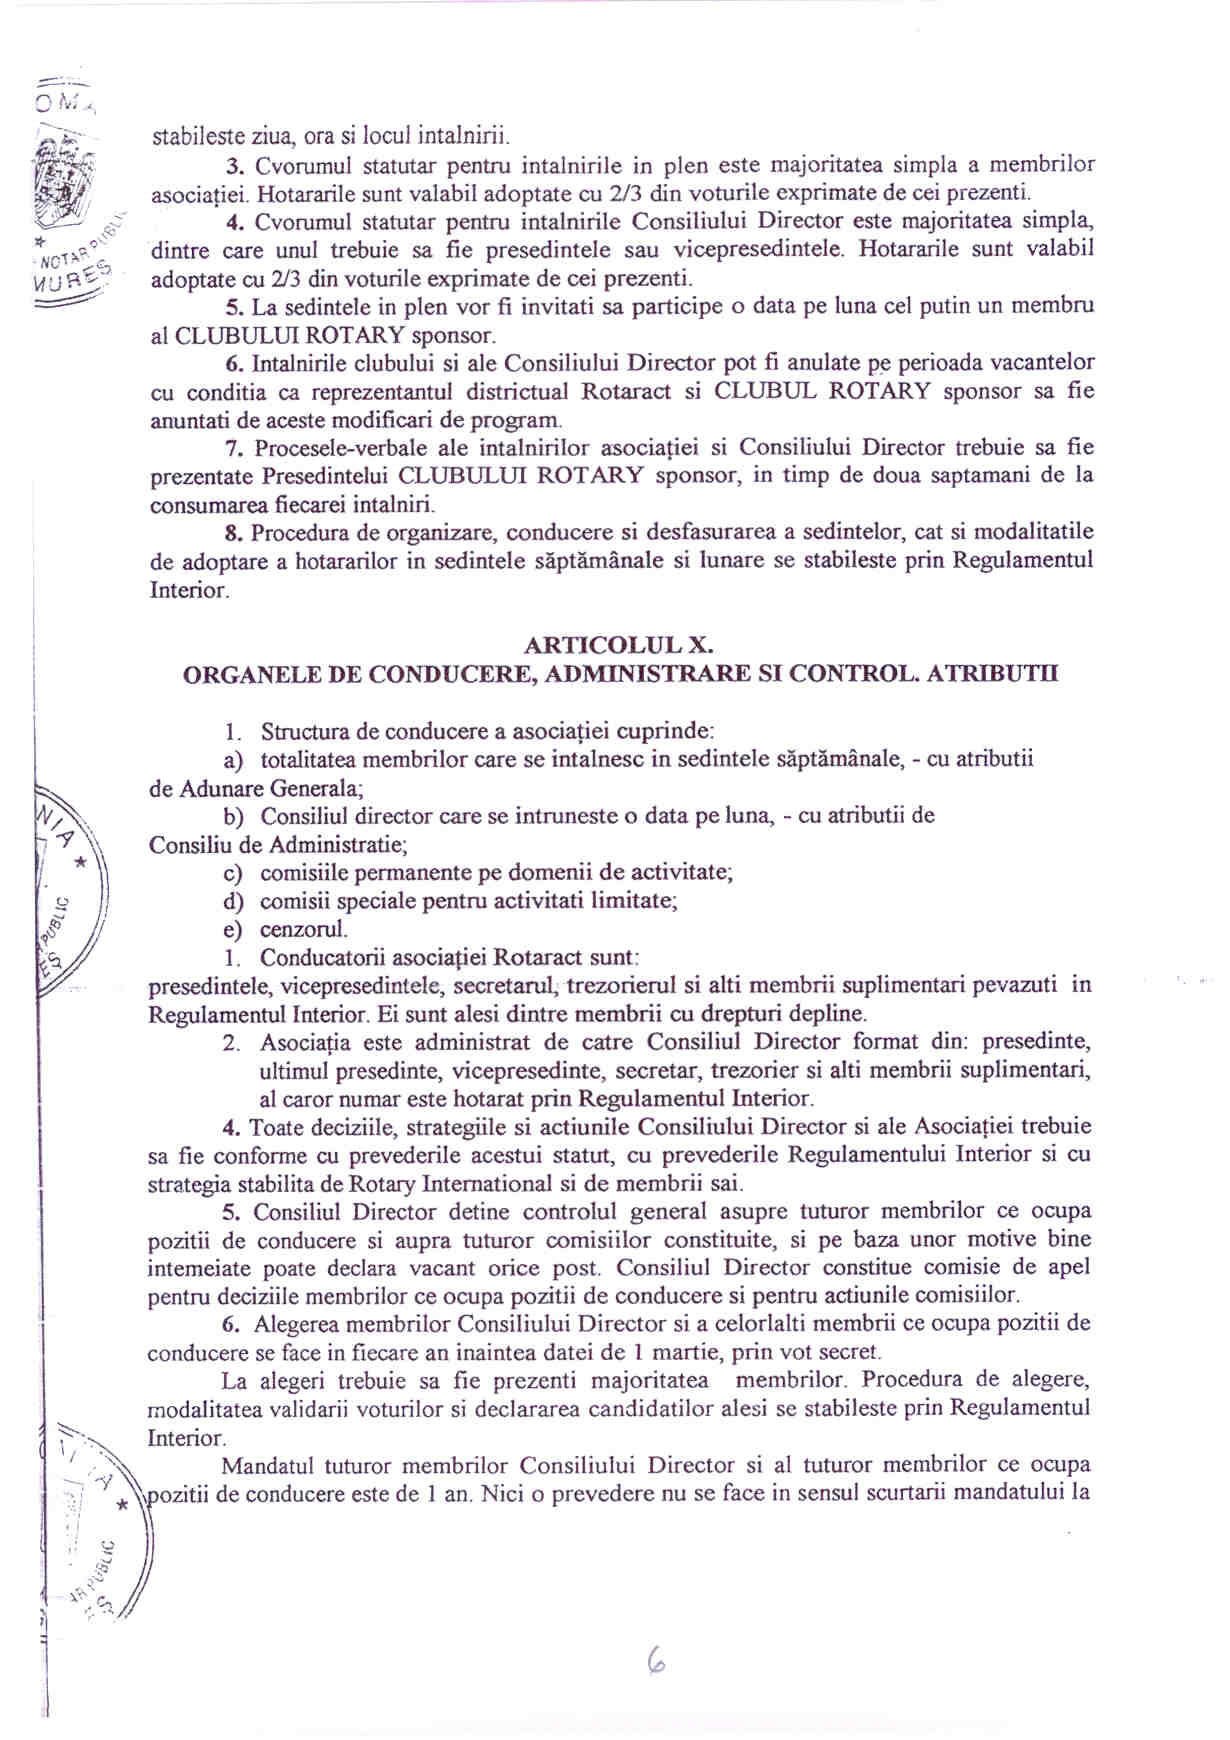 OMA
NOTAR PUBLIC
MURES
stabileste ziua, ora si locul intalnirii.
3. Cvorumul statutar pentru intalnirile in plen este majoritatea simpla a membrilor
asociației. Hotararile sunt valabil adoptate cu 2/3 din voturile exprimate de cei prezenti.
4. Cvorumul statutar pentru intalnirile Consiliului Director este majoritatea simpla,
dintre care unul trebuie sa fie presedintele sau vicepresedintele. Hotararile sunt valabil
adoptate cu 2/3 din voturile exprimate de cei prezenti.
5. La sedintele in plen vor fi invitati sa participe o data pe luna cel putin un membru
al CLUBULUI ROTARY sponsor.
6. Intalnirile clubului si ale Consiliului Director pot fi anulate pe perioada vacantelor
cu conditia ca reprezentantul districtual Rotaract si CLUBUL ROTARY sponsor sa fie
anuntati de aceste modificari de program.
7. Procesele-verbale ale intalnirilor asociației si Consiliului Director trebuie sa fie
prezentate Presedintelui CLUBULUI ROTARY sponsor, in timp de doua saptamani de la
consumarea fiecarei intalniri.
8. Procedura de organizare, conducere si desfasurarea a sedintelor, cat si modalitatile
de adoptare a hotararilor in sedintele săptămânale si lunare se stabileste prin Regulamentul
Interior.
ARTICOLUL X.
ORGANELE DE CONDUCERE, ADMINISTRARE SI CONTROL. ATRIBUTII
1. Structura de conducere a asociației cuprinde:
a) totalitatea membrilor care se intalnesc in sedintele săptămânale, - cu atributii
de Adunare Generala;
b) Consiliul director care se intruneste o data pe luna, - cu atributii de
Consiliu de Administratie;
c) comisiile permanente pe domenii de activitate;
d) comisii speciale pentru activitati limitate;
e) cenzorul.
1. Conducatorii asociației Rotaract sunt:
presedintele, vicepresedintele, secretarul, trezorierul si alti membrii suplimentari pevazuti in
Regulamentul Interior. Ei sunt alesi dintre membrii cu drepturi depline.
2. Asociația este administrat de catre Consiliul Director format din: presedinte,
ultimul presedinte, vicepresedinte, secretar, trezorier si alti membrii suplimentari,
al caror numar este hotarat prin Regulamentul Interior.
4. Toate deciziile, strategiile si actiunile Consiliului Director si ale Asociației trebuie
sa fie conforme cu prevederile acestui statut, cu prevederile Regulamentului Interior si cu
strategia stabilita de Rotary International si de membrii sai.
5. Consiliul Director detine controlul general asupre tuturor membrilor ce ocupa
pozitii de conducere si aupra tuturor comisiilor constituite, si pe baza unor motive bine
intemeiate poate declara vacant orice post. Consiliul Director constitue comisie de apel
pentru deciziile membrilor ce ocupa pozitii de conducere si pentru actiunile comisiilor.
6. Alegerea membrilor Consiliului Director si a celorlalti membrii ce ocupa pozitii de
conducere se face in fiecare an inaintea datei de 1 martie, prin vot secret.
La alegeri trebuie sa fie prezenti majoritatea membrilor. Procedura de alegere,
modalitatea validarii voturilor si declararea candidatilor alesi se stabileste prin Regulamentul
Interior.
Mandatul tuturor membrilor Consiliului Director si al tuturor membrilor ce ocupa
pozitii de conducere este de 1 an. Nici o prevedere nu se face in sensul scurtarii mandatului la
6